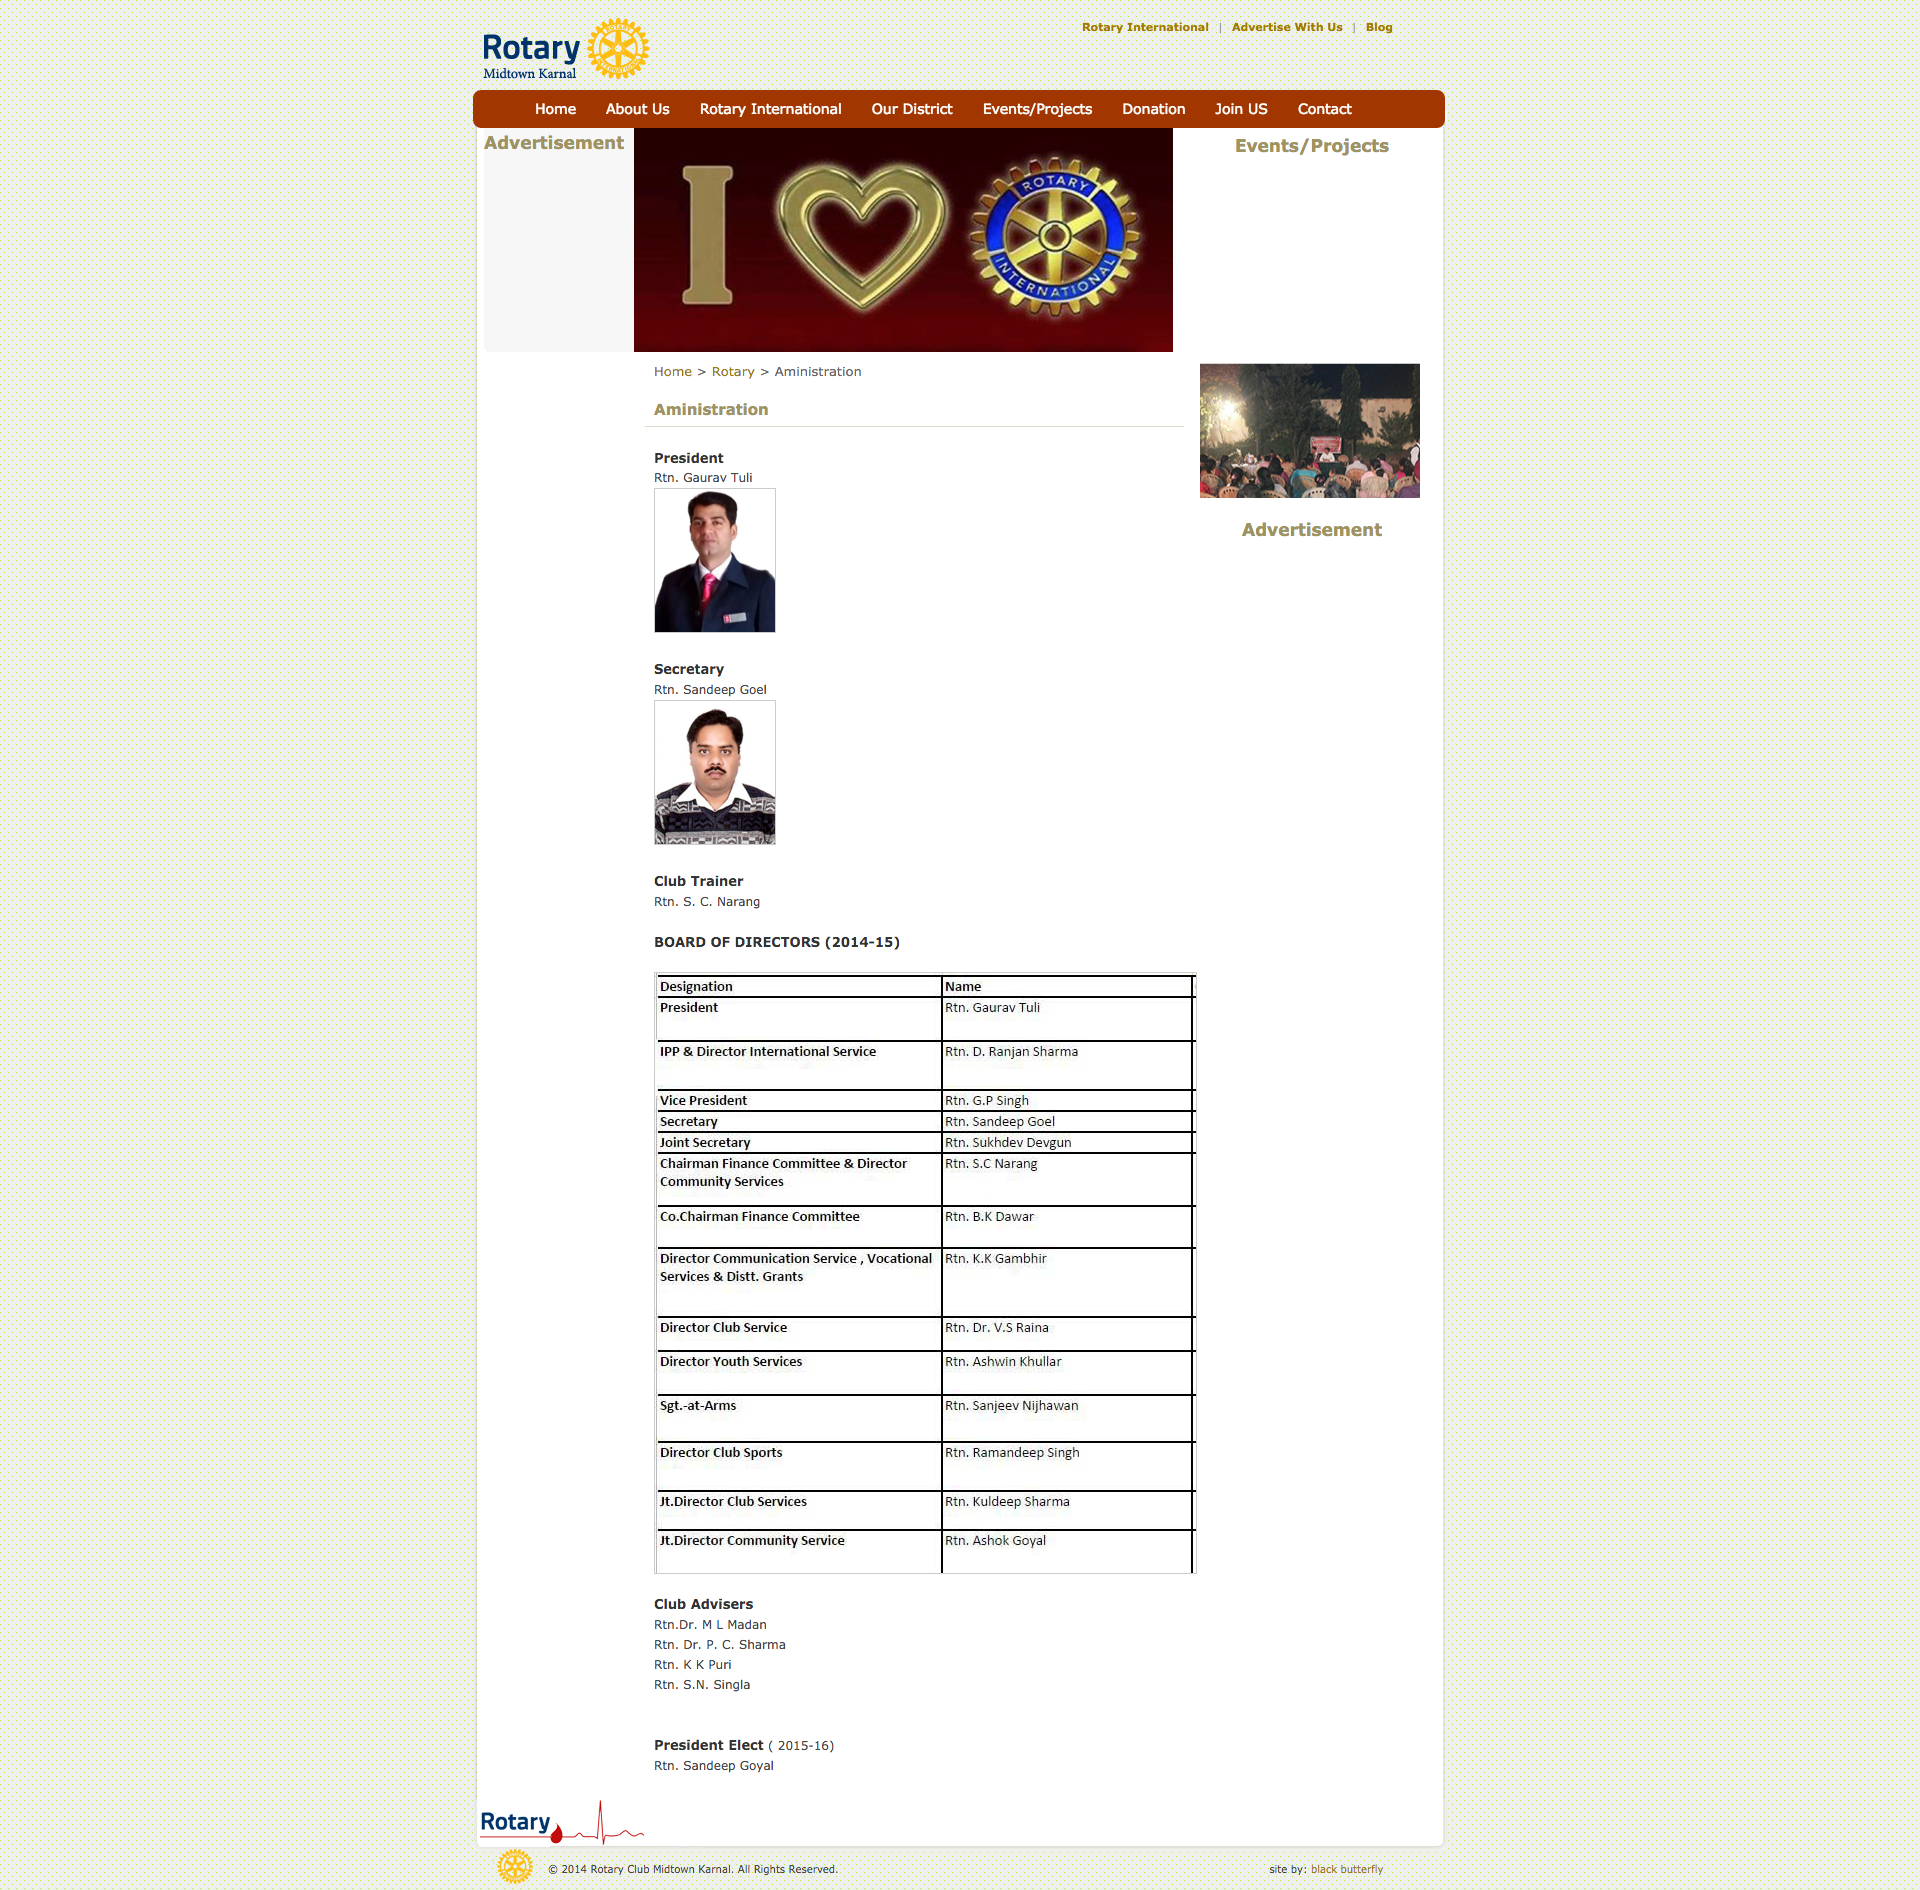 Rotary
Midtown Karnal
Rotary International | Advertise With Us | Blog
Home About Us Rotary International Our District Events/Projects Donation Join US Contact
Advertisement
I
ROTARY
INTERNATIONAL
Events/Projects
Home > Rotary > Aministration
Aministration
President
Rtn. Gaurav Tuli
Secretary
Rtn. Sandeep Goel
Club Trainer
Rtn. S. C. Narang
Advertisement
BOARD OF DIRECTORS (2014-15)
Designation Name
President Rtn. Gaurav Tuli
IPP & Director International Service Rtn. D. Ranjan Sharma
Vice President Rtn. G.P Singh
Secretary Rtn. Sandeep Goel
Joint Secretary Rtn. Sukhdev Devgun
Chairman Finance Committee & Director Rtn. S.C Narang
Community Services
Co.Chairman Finance Committee Rtn. B.K Dawar
Director Communication Service , Vocational Rtn. K.K Gambhir
Services & Distt. Grants
Director Club Service Rtn. Dr. V.S Raina
Director Youth Services Rtn. Ashwin Khullar
Sgt.-at-Arms Rtn. Sanjeev Nijhawan
Director Club Sports Rtn. Ramandeep Singh
Jt.Director Club Services Rtn. Kuldeep Sharma
Jt.Director Community Service Rtn. Ashok Goyal
Club Advisers
Rtn.Dr. M L Madan
Rtn. Dr. P. C. Sharma
Rtn. K K Puri
Rtn. S.N. Singla
President Elect ( 2015-16)
Rtn. Sandeep Goyal
Rotary
© 2014 Rotary Club Midtown Karnal. All Rights Reserved.
site by: black butterfly